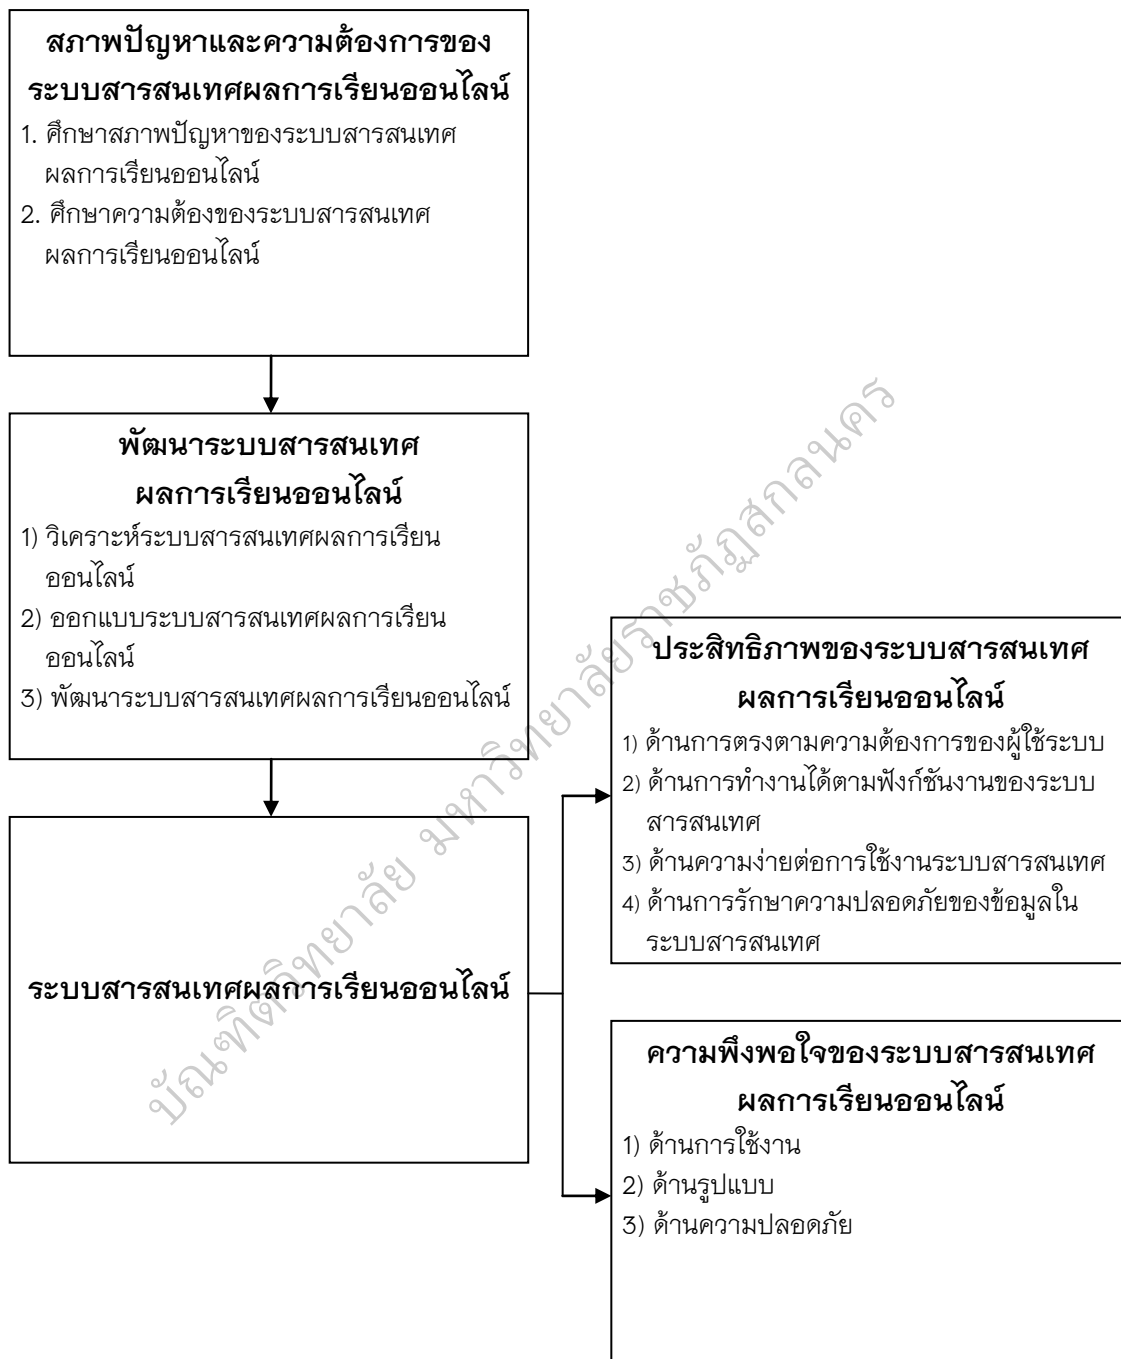 สภาพปัญหาและความต้องการของ
ระบบสารสนเทศผลการเรียนออนไลน์
1. ศึกษาสภาพปัญหาของระบบสารสนเทศ
ผลการเรียนออนไลน์
2. ศึกษาความต้องของระบบสารสนเทศ
ผลการเรียนออนไลน์
พัฒนาระบบสารสนเทศ
ผลการเรียนออนไลน์
1) วิเคราะห์ระบบสารสนเทศผลการเรียน
ออนไลน์
2) ออกแบบระบบสารสนเทศผลการเรียน
ออนไลน์
3) พัฒนาระบบสารสนเทศผลการเรียนออนไลน์
ระบบสารสนเทศผลการเรียนออนไลน์
ประสิทธิภาพของระบบสารสนเทศ
ผลการเรียนออนไลน์
1) ด้านการตรงตามความต้องการของผู้ใช้ระบบ
2) ด้านการทำงานได้ตามฟังก์ชันงานของระบบ
สารสนเทศ
3) ด้านความง่ายต่อการใช้งานระบบสารสนเทศ
4) ด้านการรักษาความปลอดภัยของข้อมูลใน
ระบบสารสนเทศ
ความพึงพอใจของระบบสารสนเทศ
ผลการเรียนออนไลน์
1) ด้านการใช้งาน
2) ด้านรูปแบบ
3) ด้านความปลอดภัย
บัณฑิตวิทยาลัย มหาวิทยาลัยราชภัฏสกลนคร